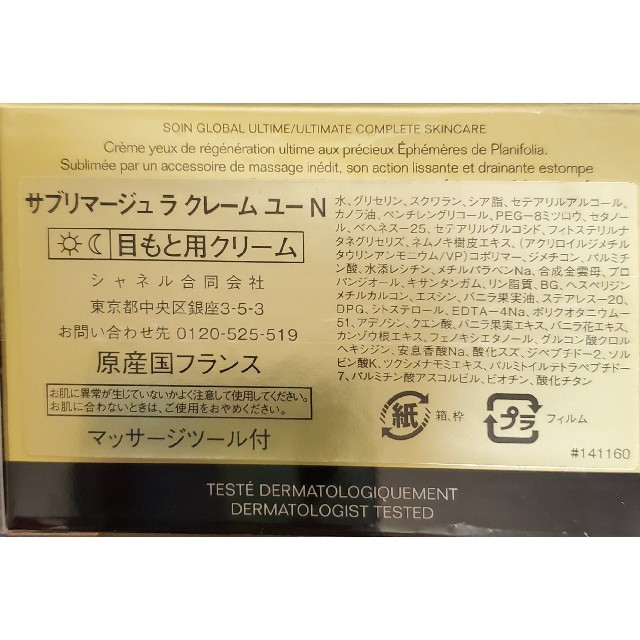 SOIN GLOBAL ULTIME/ULTIMATE COMPLETE SKINCARE
Crème yeux de régénération ultime aux précieux Éphémères de Planifolia.
Sublimée par un accessoire de massage inédit, son action lissante et drainante estompe
サブリマージュ ラ クレーム ユー N
目もと用クリーム
シャネル合同会社
東京都中央区銀座3-5-3
お問い合わせ先 0120-525-519
原産国フランス
お肌に異常が生じていないかよく注意して使用してください。
お肌に合わないときは、ご使用をおやめください。
マッサージツール付
水、グリセリン、スクワラン、シア脂、セテアリルアルコール、
カノラ油、ペンチレングリコール、PEG-8ミツロウ、セタノー
ル、ベヘネス-25、セテアリルグルコシド、フィトステリルナ
タネグリセリズ、ネムノキ樹皮エキス、(アクリロイルジメチル
タウリンアンモニウム/VP)コポリマー、ジメチコン、パルミチ
ン酸、水添レシチン、メチルパラベンNa、合成金雲母、プロ
パンジオール、キサンタンガム、リン脂質、BG、ヘスペリジン
メチルカルコン、エスシン、バニラ果実油、ステアレス-20、
DPG、シトステロール、EDTA-4Na、ポリクオタニウム-
51、アデノシン、クエン酸、バニラ果実エキス、バニラ花エキス、
カンゾウ根エキス、フェノキシエタノール、グルコン酸クロル
ヘキシジン、安息香酸Na、酸化スズ、ジペプチド-2、ソル
ビン酸K、ツクシメナモミエキス、パルミトイルテトラペプチド-
7、パルミチン酸アスコルビル、ビオチン、酸化チタン
紙 箱、枠 プラ フィルム
#141160
TESTÉ DERMATOLOGIQUEMENT
DERMATOLOGIST TESTED